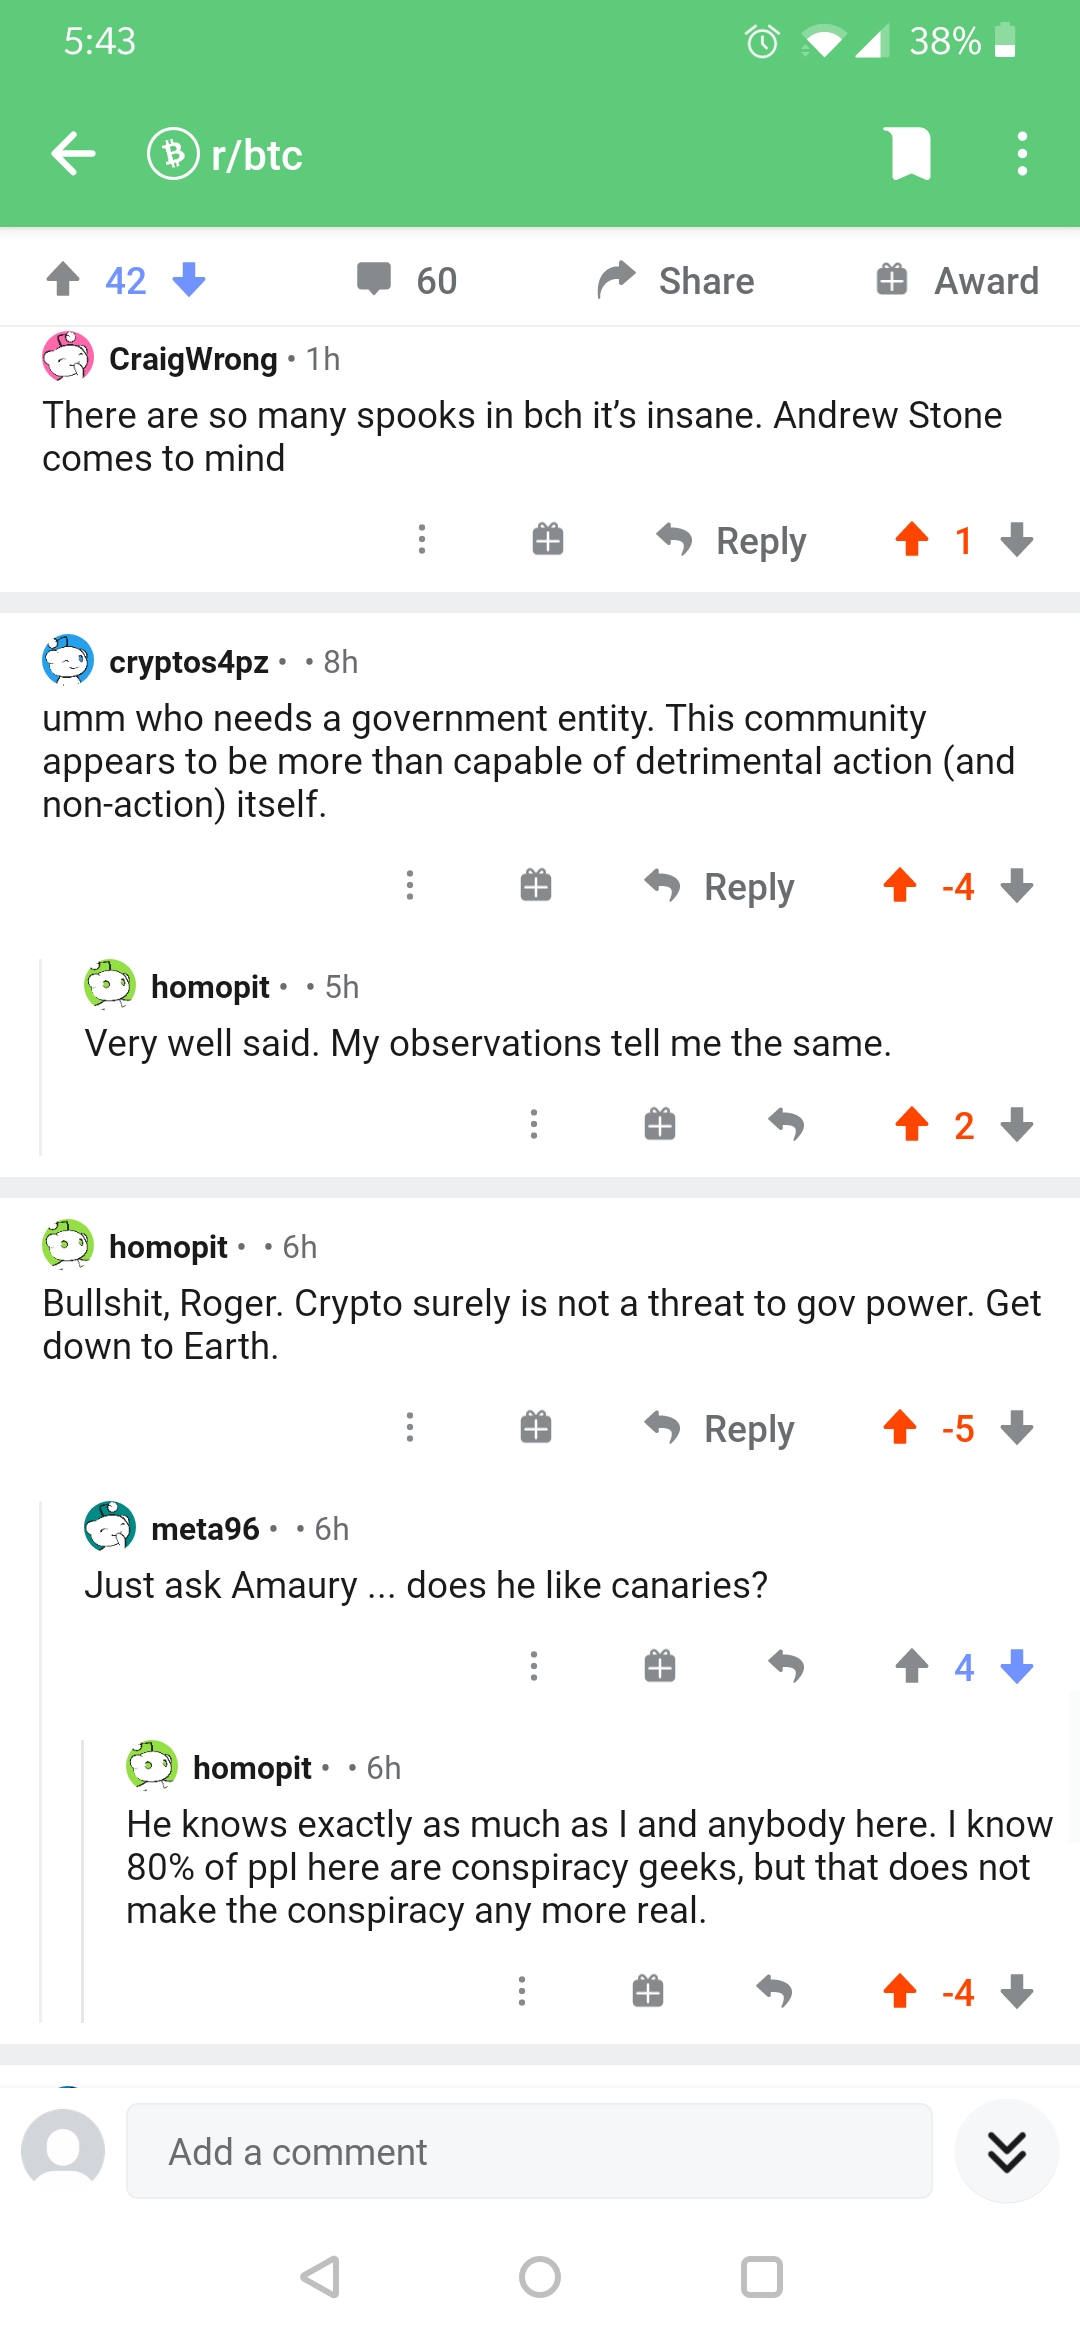 5:43
38%
r/btc
42
60
Share
Award
CraigWrong • 1h
There are so many spooks in bch it's insane. Andrew Stone
comes to mind
Reply
1
cryptos4pz • • 8h
umm who needs a government entity. This community
appears to be more than capable of detrimental action (and
non-action) itself.
Reply
-4
homopit • • 5h
Very well said. My observations tell me the same.
2
homopit • • 6h
Bullshit, Roger. Crypto surely is not a threat to gov power. Get
down to Earth.
Reply
-5
meta96 • • 6h
Just ask Amaury ... does he like canaries?
4
homopit • • 6h
He knows exactly as much as I and anybody here. I know
80% of ppl here are conspiracy geeks, but that does not
make the conspiracy any more real.
-4
Add a comment